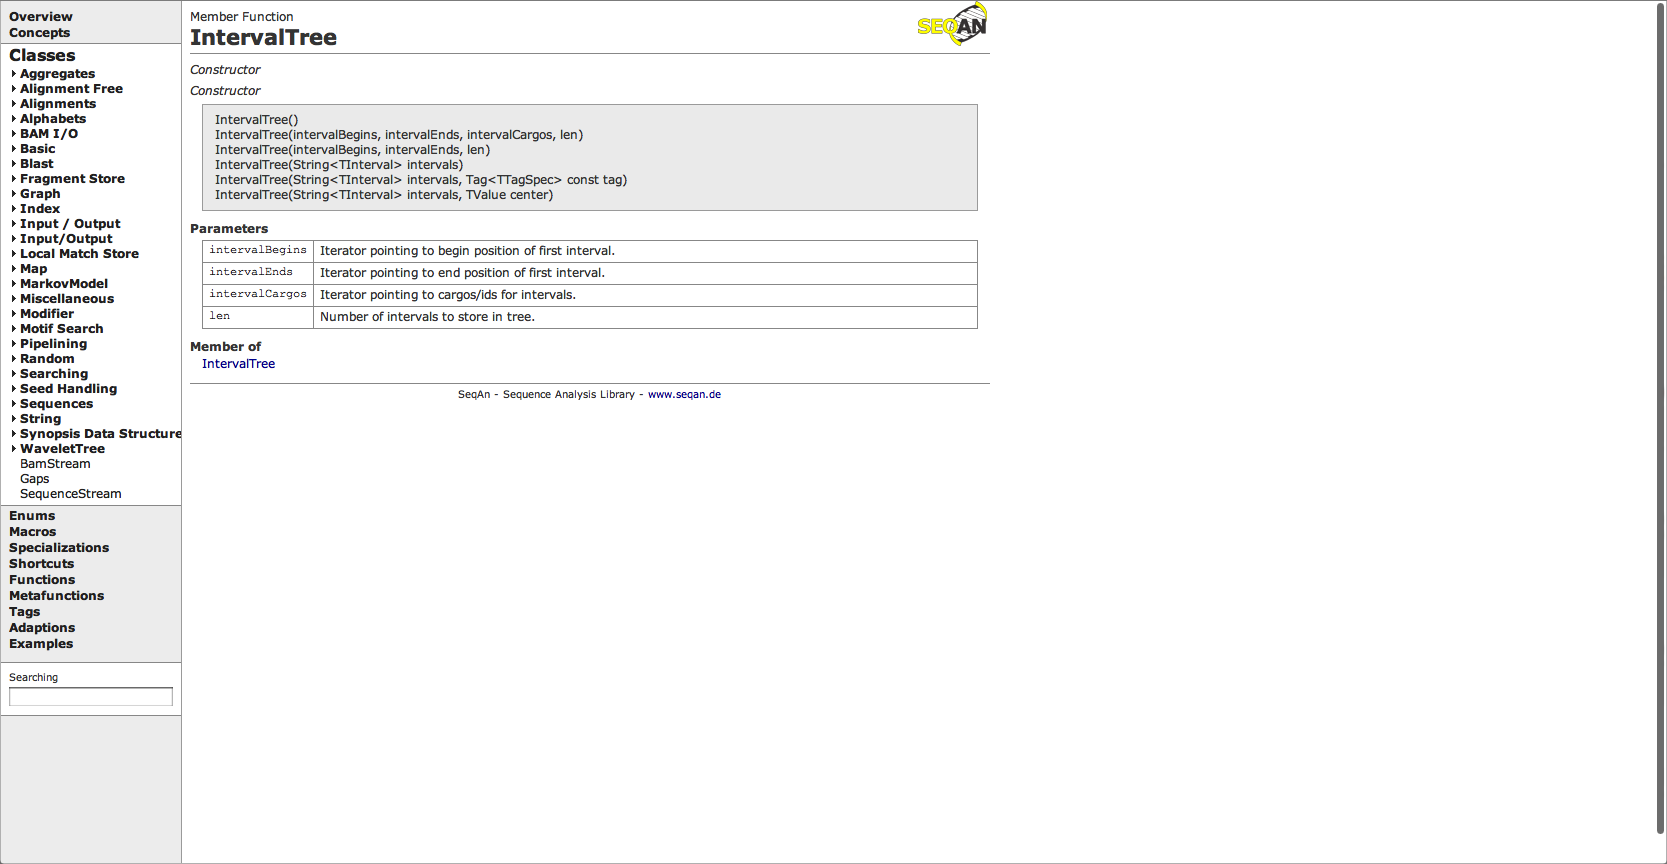 Overview
Concepts
Classes
Aggregates
Alignment Free
Alignments
Alphabets
BAM I/O
Basic
Blast
Fragment Store
Graph
Index
Input / Output
Input/Output
Local Match Store
Map
MarkovModel
Miscellaneous
Modifier
Motif Search
Pipelining
Random
Searching
Seed Handling
Sequences
String
Synopsis Data Structure
WaveletTree
BamStream
Gaps
SequenceStream
Enums
Macros
Specializations
Shortcuts
Functions
Metafunctions
Tags
Adaptions
Examples
Searching
Member Function
IntervalTree
SEQAN
Constructor
Constructor
IntervalTree()
IntervalTree(intervalBegins, intervalEnds, intervalCargos, len)
IntervalTree(intervalBegins, intervalEnds, len)
IntervalTree(String<TInterval> intervals)
IntervalTree(String<TInterval> intervals, Tag<TTagSpec> const tag)
IntervalTree(String<TInterval> intervals, TValue center)
Parameters
intervalBegins Iterator pointing to begin position of first interval.
intervalEnds Iterator pointing to end position of first interval.
intervalCargos Iterator pointing to cargos/ids for intervals.
len Number of intervals to store in tree.
Member of
IntervalTree
SeqAn - Sequence Analysis Library - www.seqan.de